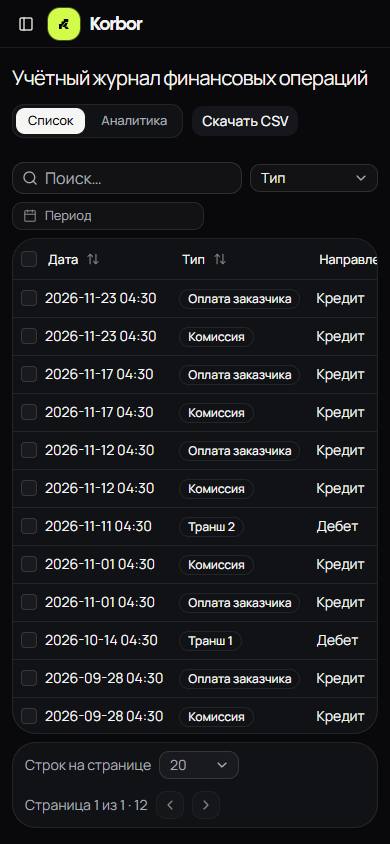 Korbor
Учётный журнал финансовых операций
Список Аналитика Скачать CSV
Поиск... Тип
Период
Дата Тип Направле
2026-11-23 04:30 Оплата заказчика Кредит
2026-11-23 04:30 Комиссия Кредит
2026-11-17 04:30 Оплата заказчика Кредит
2026-11-17 04:30 Комиссия Кредит
2026-11-12 04:30 Оплата заказчика Кредит
2026-11-12 04:30 Комиссия Кредит
2026-11-11 04:30 Транш 2 Дебет
2026-11-01 04:30 Комиссия Кредит
2026-11-01 04:30 Оплата заказчика Кредит
2026-10-14 04:30 Транш 1 Дебет
2026-09-28 04:30 Оплата заказчика Кредит
2026-09-28 04:30 Комиссия Кредит
Строк на странице 20
Страница 1 из 1 · 12